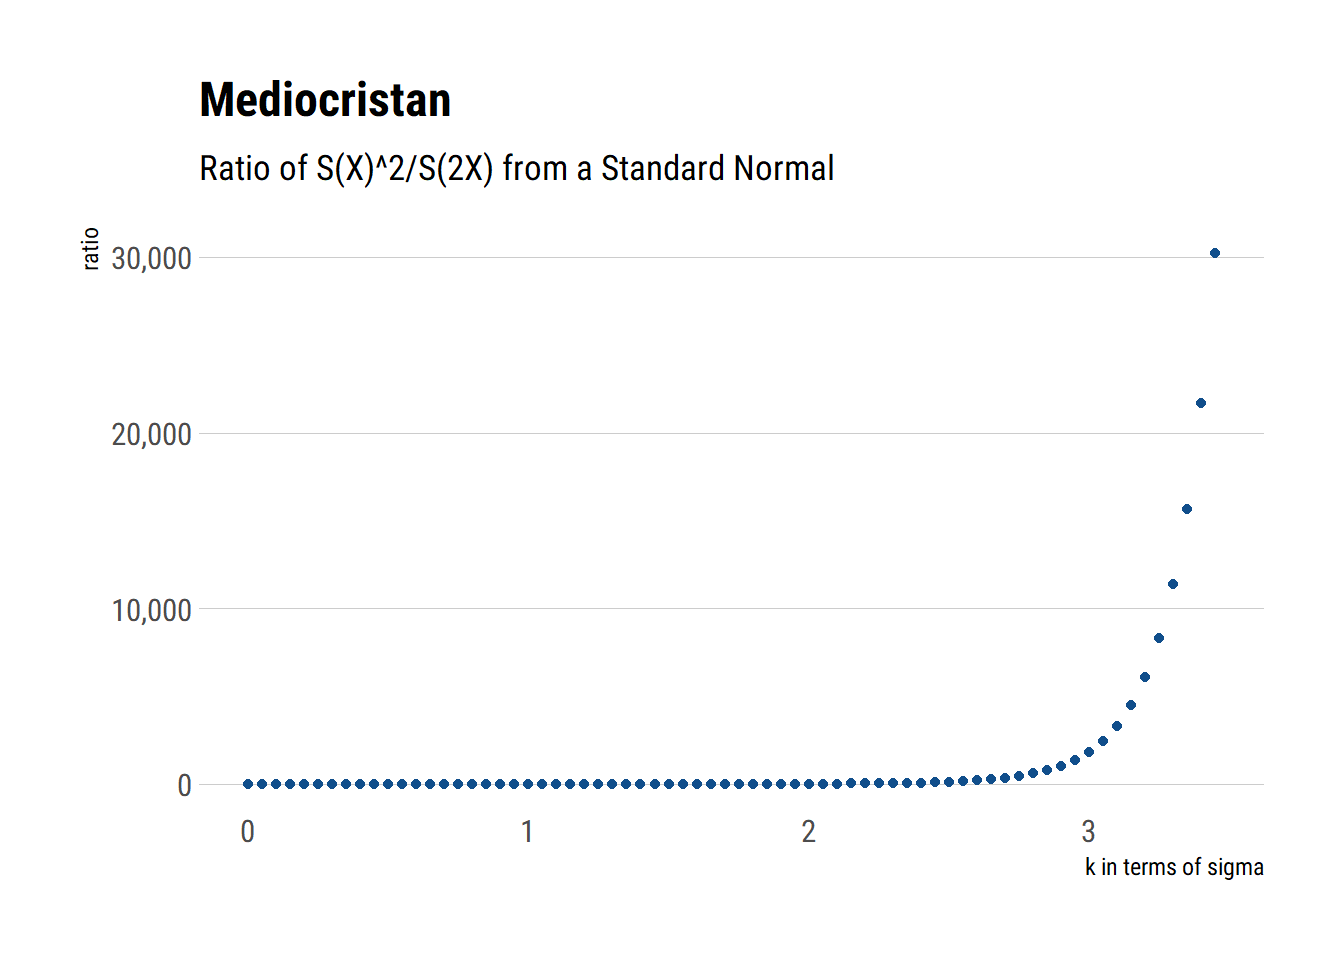 Mediocristan
Ratio of S(X)^2/S(2X) from a Standard Normal
ratio
30,000
20,000
10,000
0
0 1 2 3
k in terms of sigma